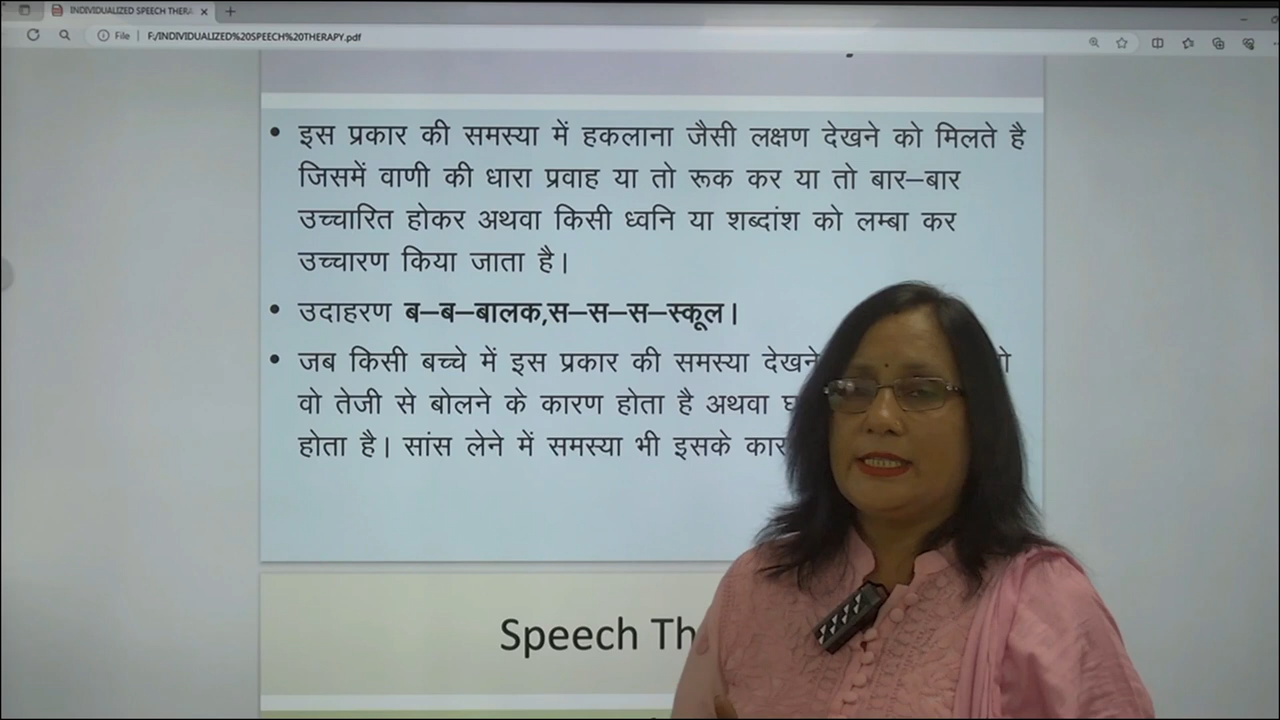 INDIVIDUALIZED SPEECH THERA
File | F:/INDIVIDUALIZED%20SPEECH%20THERAPY.pdf
• इस प्रकार की समस्या में हकलाना जैसी लक्षण देखने को मिलते है
जिसमें वाणी की धारा प्रवाह या तो रूक कर या तो बार–बार
उच्चारित होकर अथवा किसी ध्वनि या शब्दांश को लम्बा कर
उच्चारण किया जाता है।
• उदाहरण ब–ब–बालक,स–स–स–स्कूल।
• जब किसी बच्चे में इस प्रकार की समस्या देखने
वो तेजी से बोलने के कारण होता है अथवा
होता है। सांस लेने में समस्या भी इसके
Speech